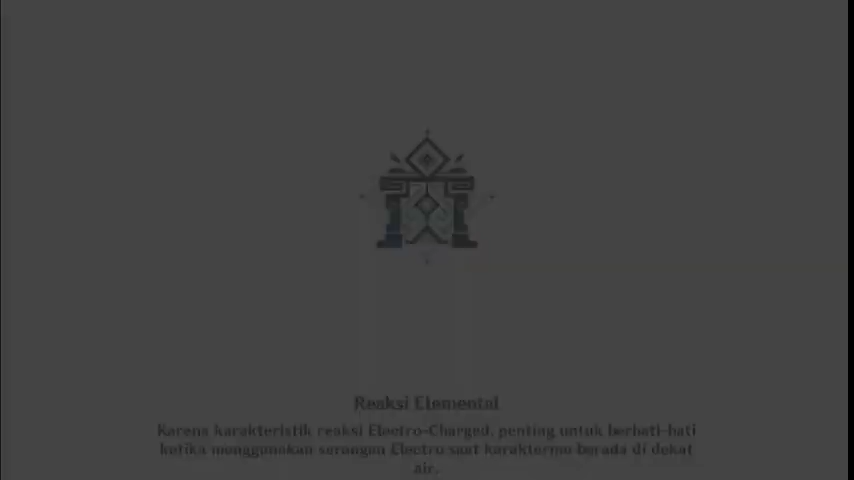 Reaksi Elemental
Karena karakteristik reaksi Electro-Charged, penting untuk berhati-hati
ketika menggunakan serangan Electro saat karaktermu berada di dekat
air.